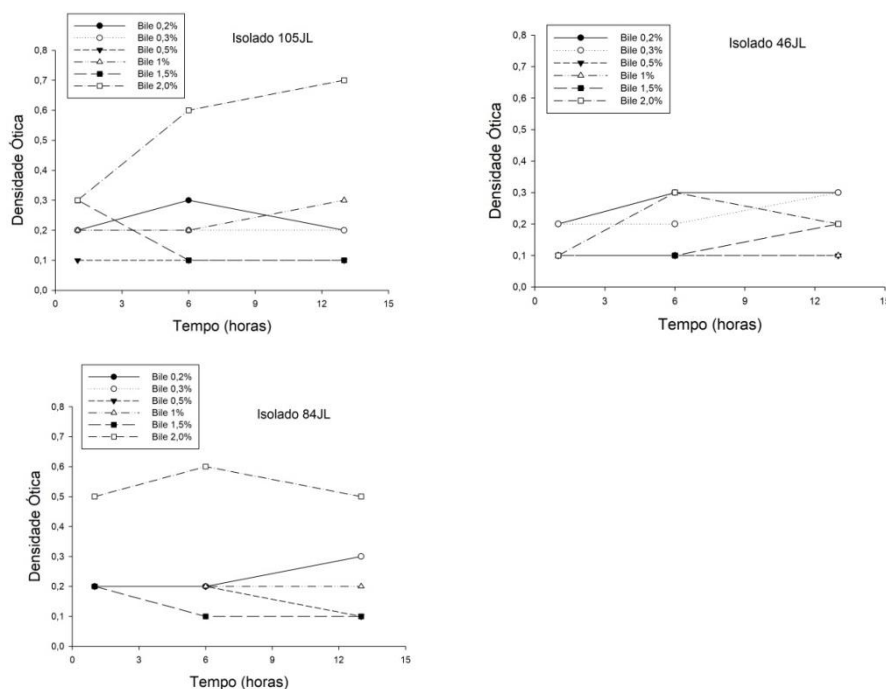 Bile 0,2%
Bile 0,3%
Bile 0,5%
Bile 1%
Bile 1,5%
Bile 2,0%
Isolado 105JL
Densidade Ótica
0,8
0,7
0,6
0,5
0,4
0,3
0,2
0,1
0,0
0 3 6 9 12 15
Tempo (horas)
Bile 0,2%
Bile 0,3%
Bile 0,5%
Bile 1%
Bile 1,5%
Bile 2,0%
Isolado 46JL
Densidade Ótica
0,8
0,7
0,6
0,5
0,4
0,3
0,2
0,1
0,0
0 3 6 9 12 15
Tempo (horas)
Bile 0,2%
Bile 0,3%
Bile 0,5%
Bile 1%
Bile 1,5%
Bile 2,0%
Isolado 84JL
Densidade Ótica
0,8
0,7
0,6
0,5
0,4
0,3
0,2
0,1
0,0
0 3 6 9 12 15
Tempo (horas)